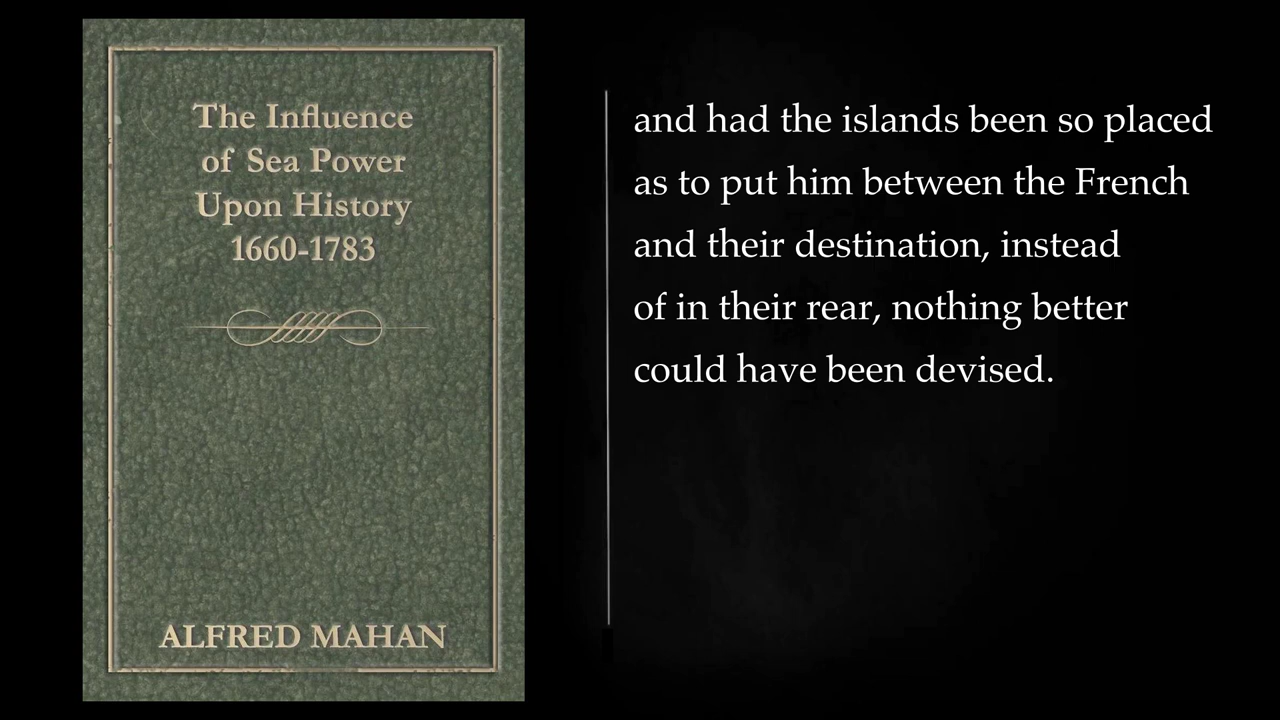 The Influence
of Sea Power
Upon History
1660-1783
ALFRED MAHAN
and had the islands been so placed
as to put him between the French
and their destination, instead
of in their rear, nothing better
could have been devised.